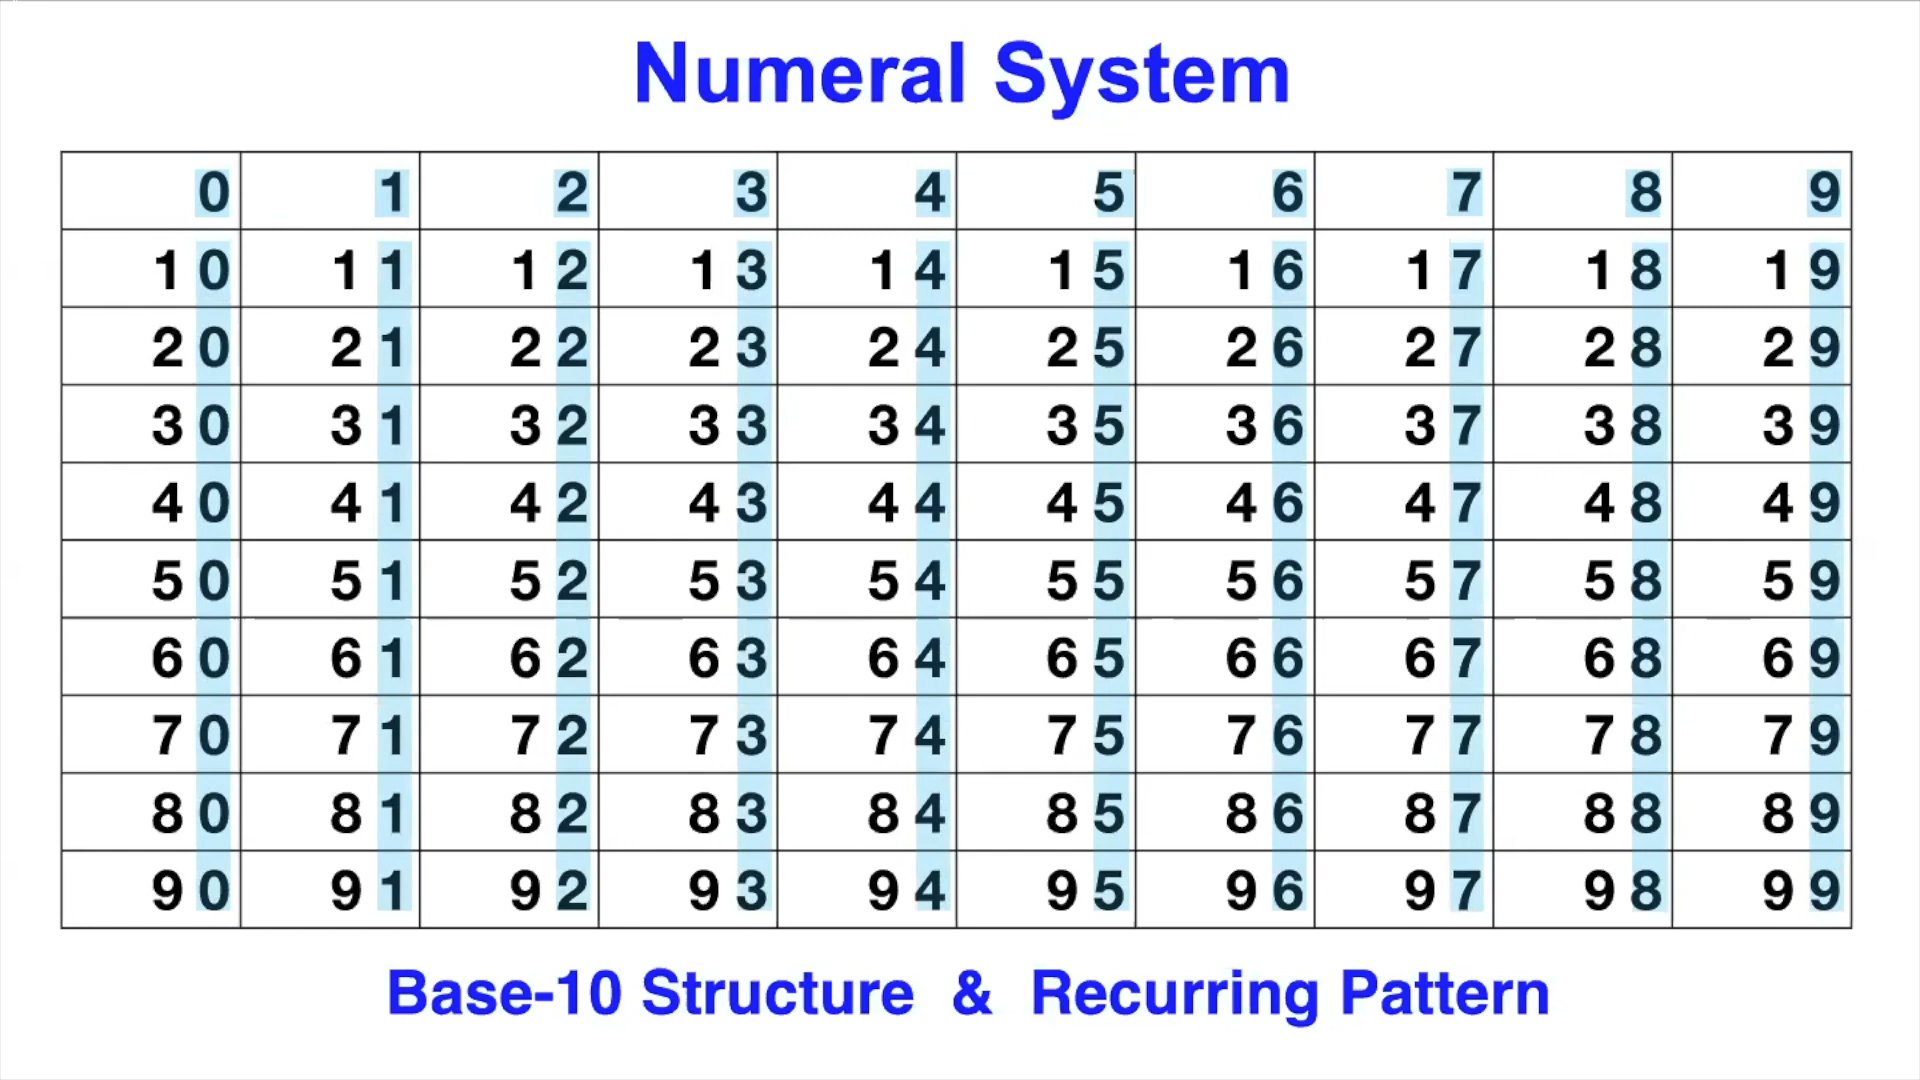 Numeral System
0 1 2 3 4 5 6 7 8 9
10 11 12 13 14 15 16 17 18 19
20 21 22 23 24 25 26 27 28 29
30 31 32 33 34 35 36 37 38 39
40 41 42 43 44 45 46 47 48 49
50 51 52 53 54 55 56 57 58 59
60 61 62 63 64 65 66 67 68 69
70 71 72 73 74 75 76 77 78 79
80 81 82 83 84 85 86 87 88 89
90 91 92 93 94 95 96 97 98 99
Base-10 Structure & Recurring Pattern